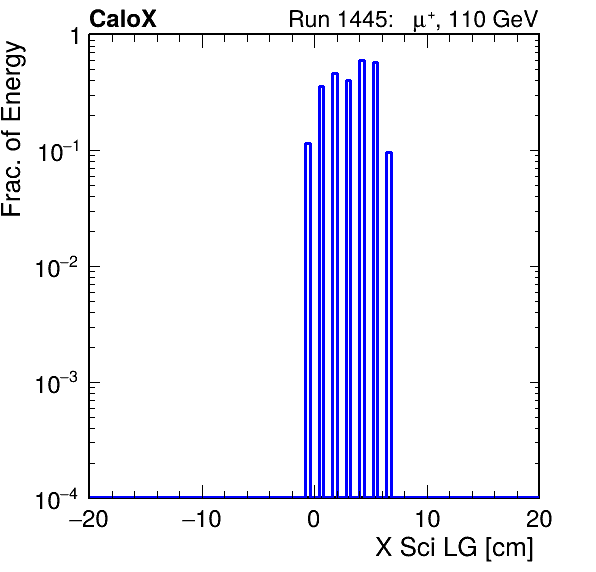 CaloX Run 1445: μ⁺, 110 GeV
Frac. of Energy
1
10⁻¹
10⁻²
10⁻³
10⁻⁴
−20 −10 0 10 20
X Sci LG [cm]